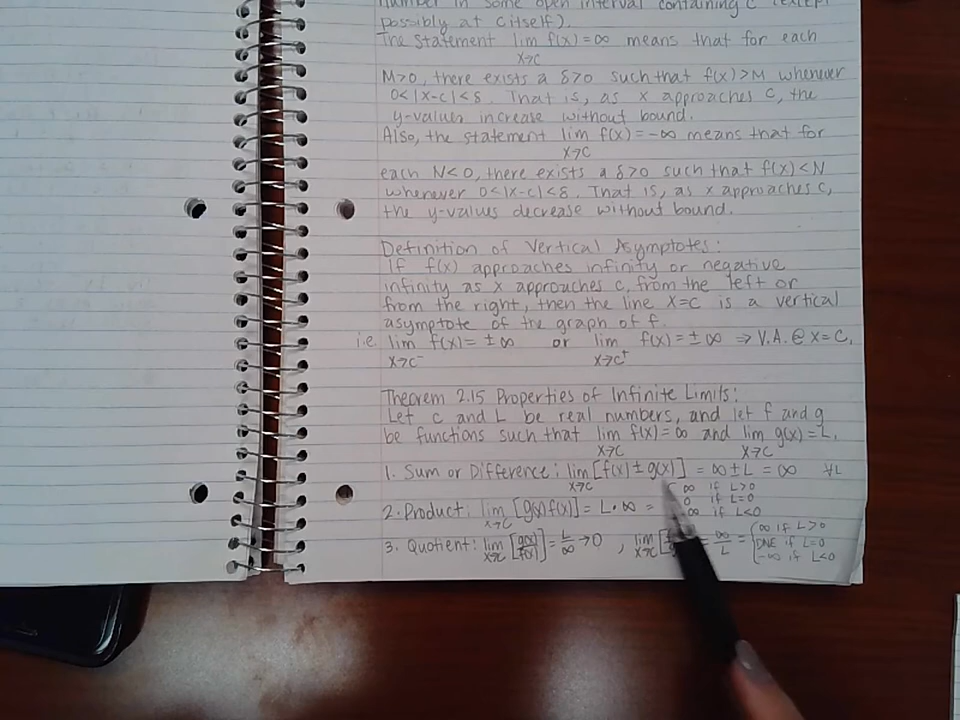 number in some open interval containing c (except
possibly at c itself).
The statement lim f(x) = ∞ means that for each
x→c
M>0, there exists a δ>0 such that f(x)>M whenever
0<|x-c|<δ. That is, as x approaches c, the
y-values increase without bound.
Also, the statement lim f(x) = -∞ means that for
x→c
each N<0, there exists a δ>0 such that f(x)<N
whenever 0<|x-c|<δ. That is, as x approaches c,
the y-values decrease without bound.
Definition of Vertical Asymptotes:
If f(x) approaches infinity or negative
infinity as x approaches c, from the left or
from the right, then the line x=c is a vertical
asymptote of the graph of f.
i.e. lim f(x) = ±∞ or lim f(x) = ±∞ ⇒ V.A. @ x=c.
x→c⁻ x→c⁺
Theorem 2.15 Properties of Infinite Limits:
Let c and L be real numbers, and let f and g
be functions such that lim f(x) = ∞ and lim g(x) = L.
x→c x→c
1. Sum or Difference: lim [f(x) ± g(x)] = ∞ ± L = ∞ ∀L
x→c
∞ if L>0
0 if L=0
2. Product: lim [g(x)f(x)] = L·∞ = -∞ if L<0
x→c
3. Quotient: lim [g(x)/f(x)] = L/∞ → 0 , lim [ = ∞/L = { ∞ if L>0
x→c x→c DNE if L=0
-∞ if L<0